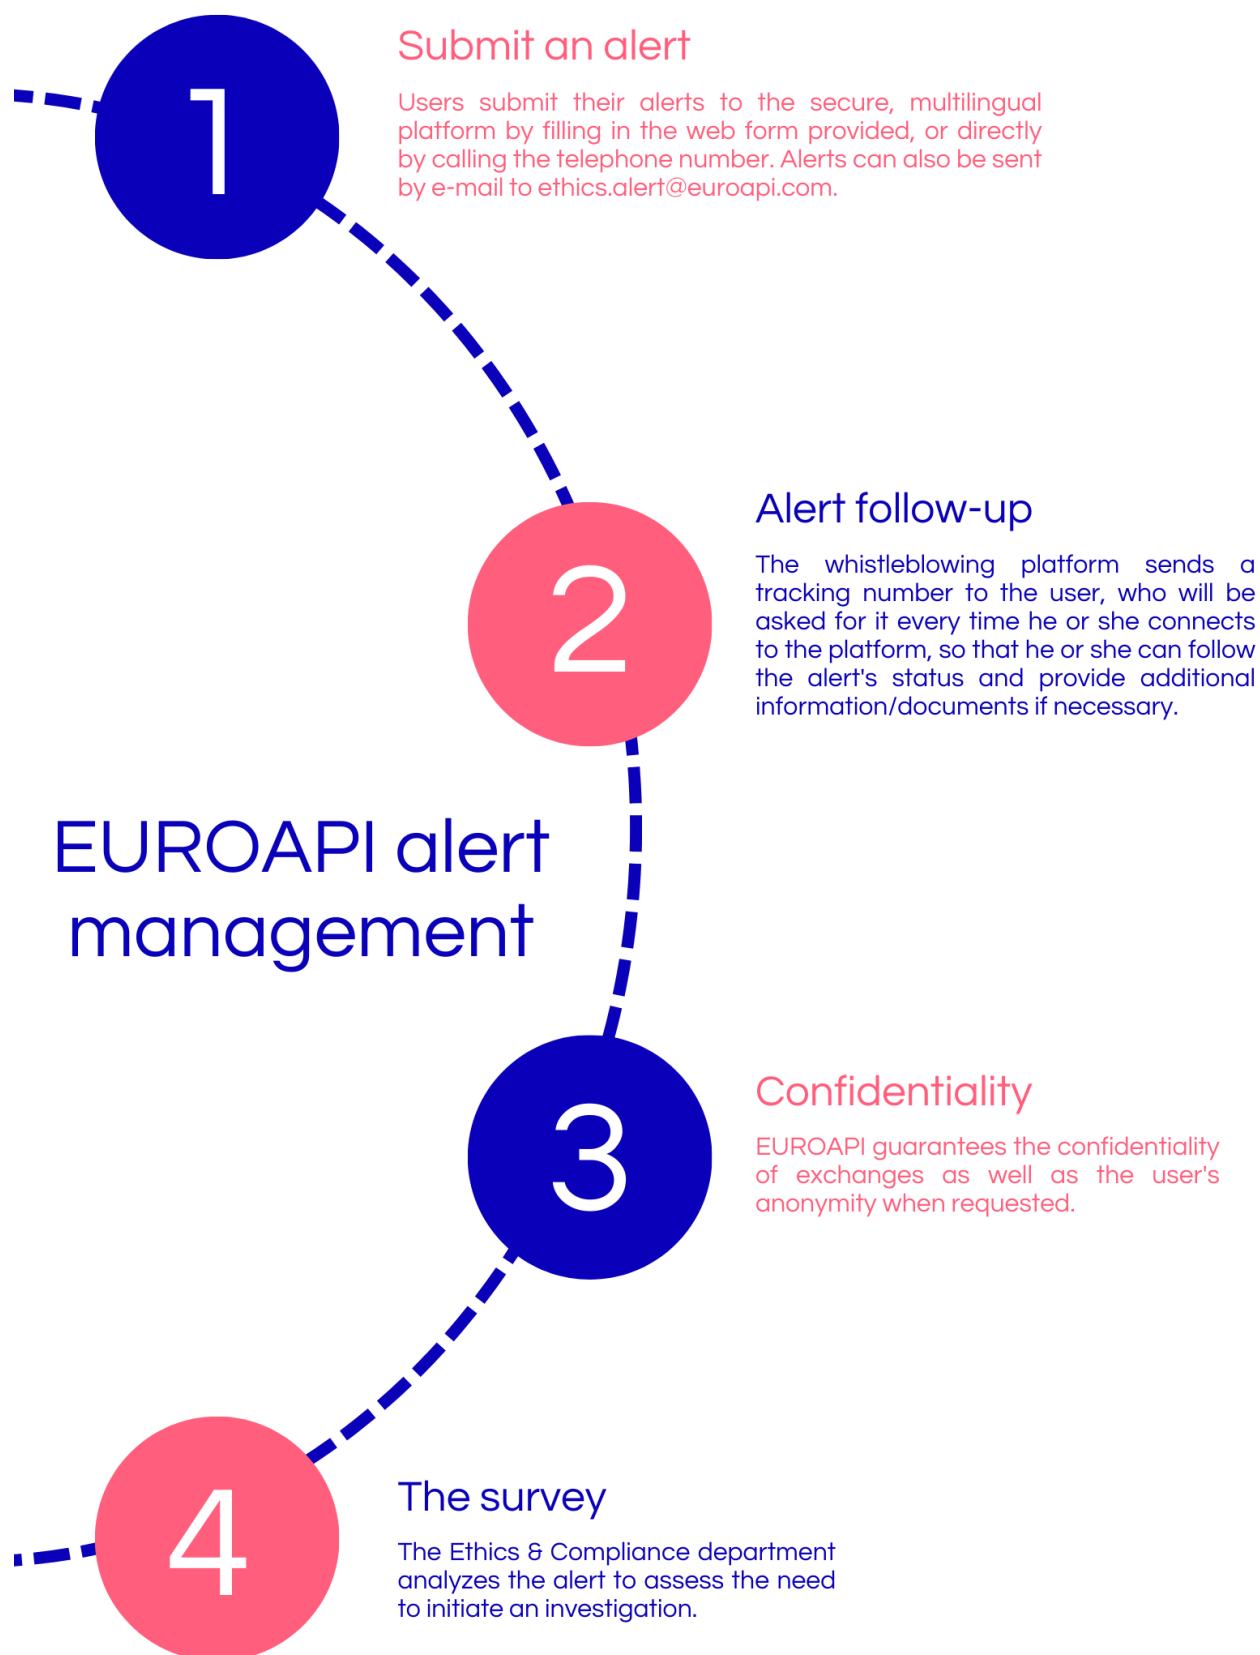 1
Submit an alert
Users submit their alerts to the secure, multilingual
platform by filling in the web form provided, or directly
by calling the telephone number. Alerts can also be sent
by e-mail to ethics.alert@euroapi.com.
2
Alert follow-up
The whistleblowing platform sends a
tracking number to the user, who will be
asked for it every time he or she connects
to the platform, so that he or she can follow
the alert's status and provide additional
information/documents if necessary.
EUROAPI alert
management
3
Confidentiality
EUROAPI guarantees the confidentiality
of exchanges as well as the user's
anonymity when requested.
4
The survey
The Ethics & Compliance department
analyzes the alert to assess the need
to initiate an investigation.